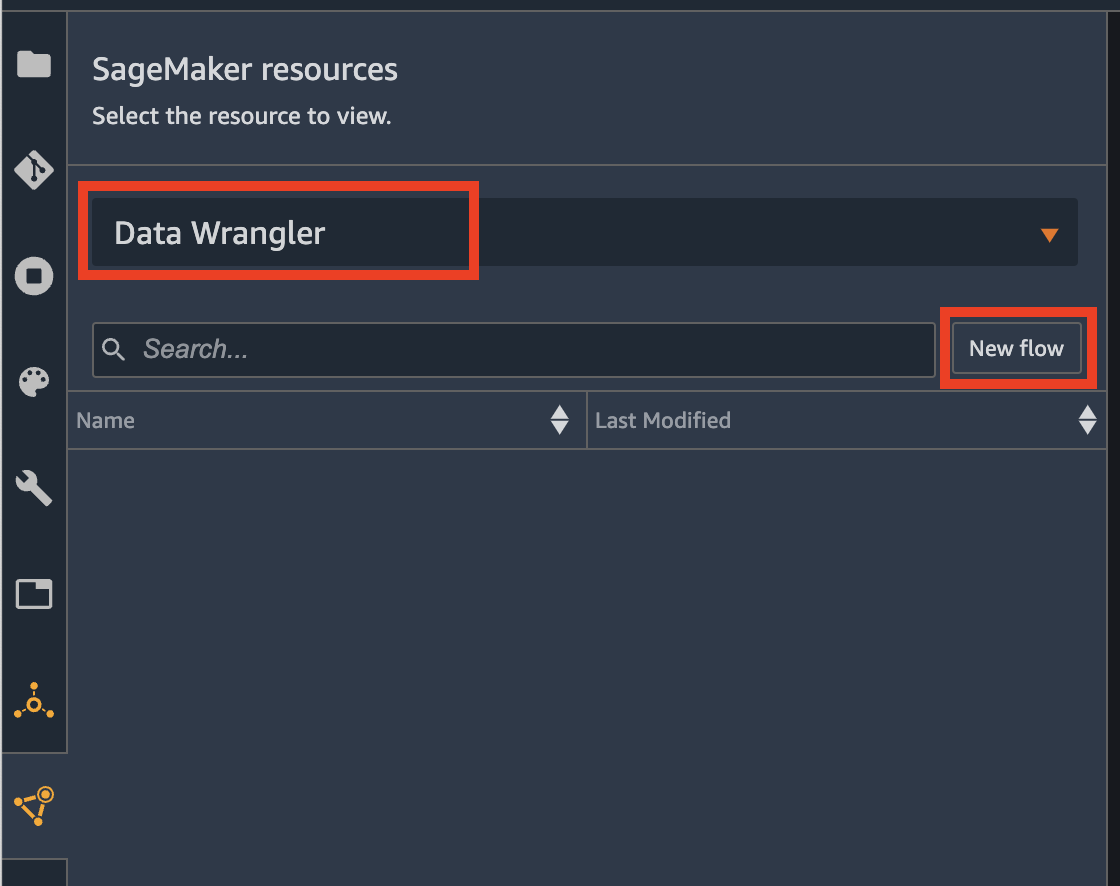 SageMaker resources
Select the resource to view.
Data Wrangler
Search...
New flow
Name
Last Modified